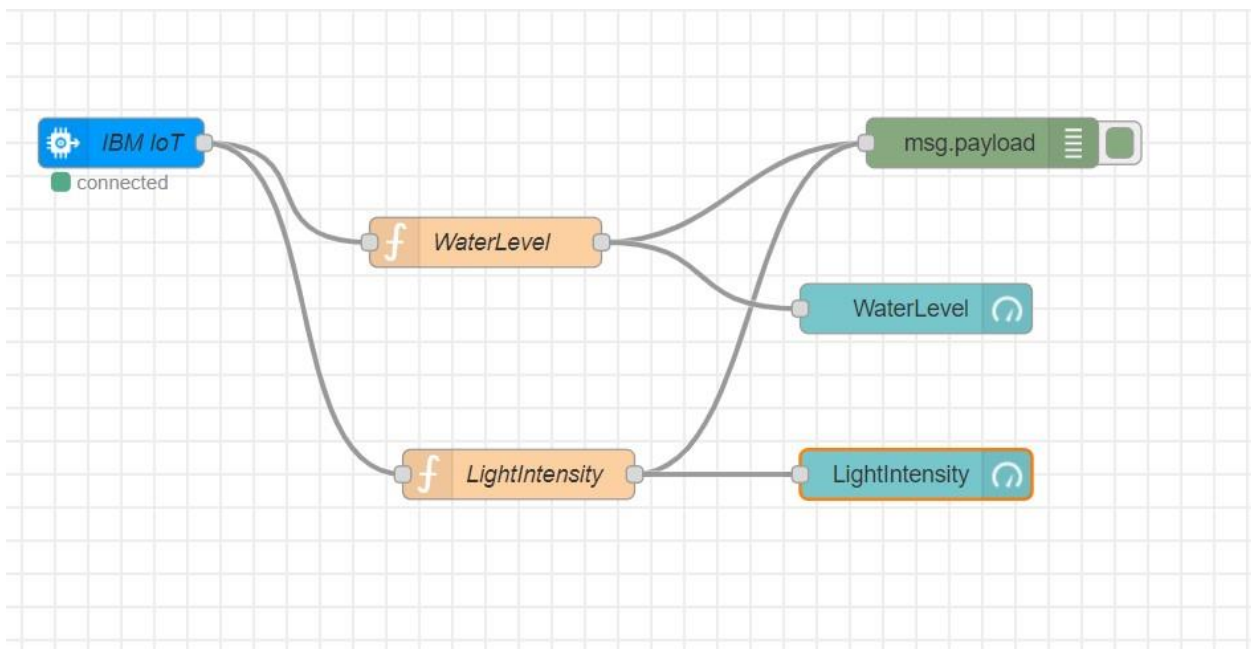 IBM IoT
msg.payload
connected
WaterLevel
WaterLevel
LightIntensity
LightIntensity